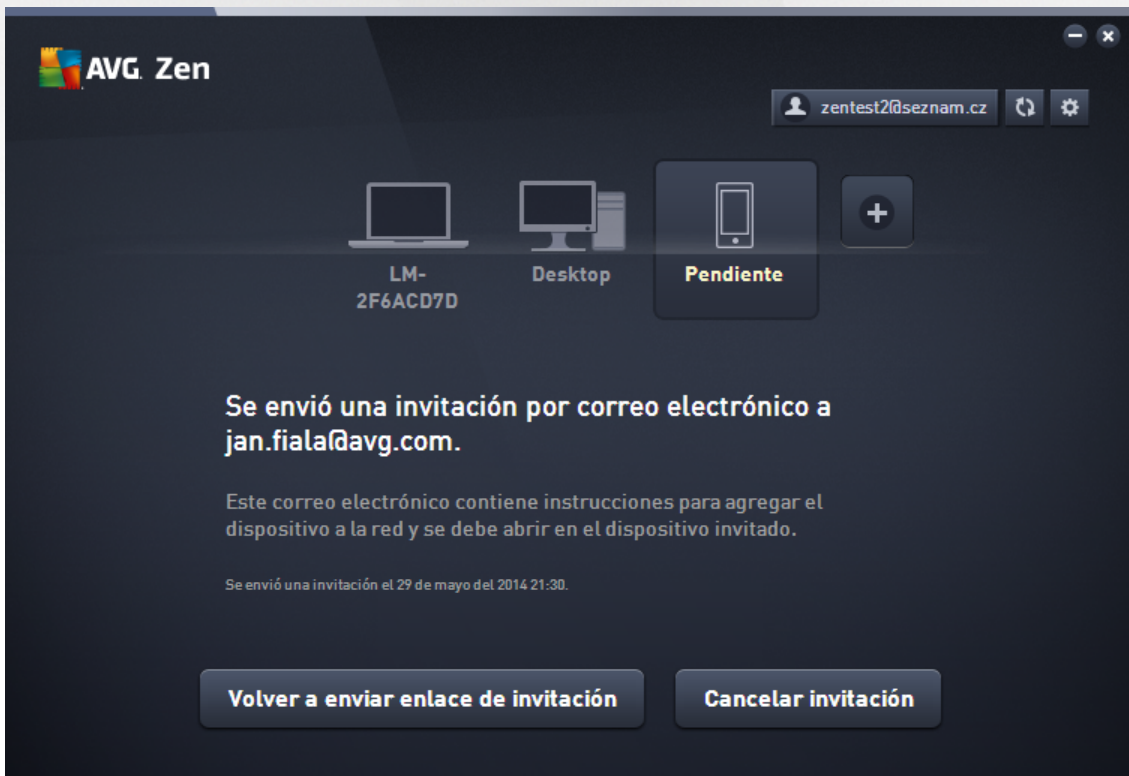 AVG. Zen
zentest2@seznam.cz
LM-
2F6ACD7D
Desktop
Pendiente
Se envió una invitación por correo electrónico a
jan.fiala@avg.com.
Este correo electrónico contiene instrucciones para agregar el
dispositivo a la red y se debe abrir en el dispositivo invitado.
Se envió una invitación el 29 de mayo del 2014 21:30.
Volver a enviar enlace de invitación
Cancelar invitación